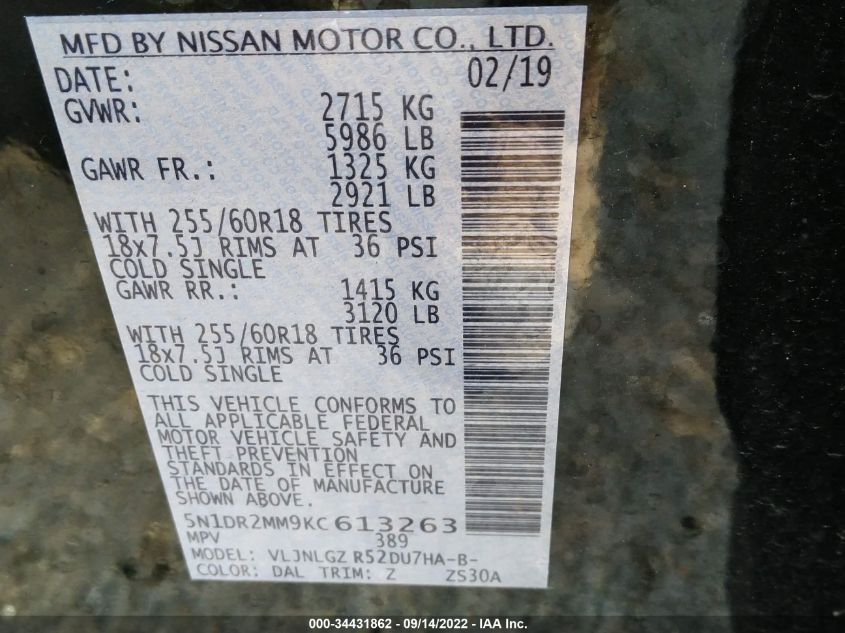 MFD BY NISSAN MOTOR CO., LTD.
DATE: 02/19
GVWR: 2715 KG
5986 LB
GAWR FR.: 1325 KG
2921 LB
WITH 255/60R18 TIRES
18x7.5J RIMS AT 36 PSI
COLD SINGLE
GAWR RR.: 1415 KG
3120 LB
WITH 255/60R18 TIRES
18x7.5J RIMS AT 36 PSI
COLD SINGLE
THIS VEHICLE CONFORMS TO
ALL APPLICABLE FEDERAL
MOTOR VEHICLE SAFETY AND
THEFT PREVENTION
STANDARDS IN EFFECT ON
THE DATE OF MANUFACTURE
SHOWN ABOVE.
5N1DR2MM9KC613263
MPV 389
MODEL: VLJNLGZ R52DU7HA-B-
COLOR: DAL TRIM: Z ZS30A
000-34431862 - 09/14/2022 - IAA Inc.